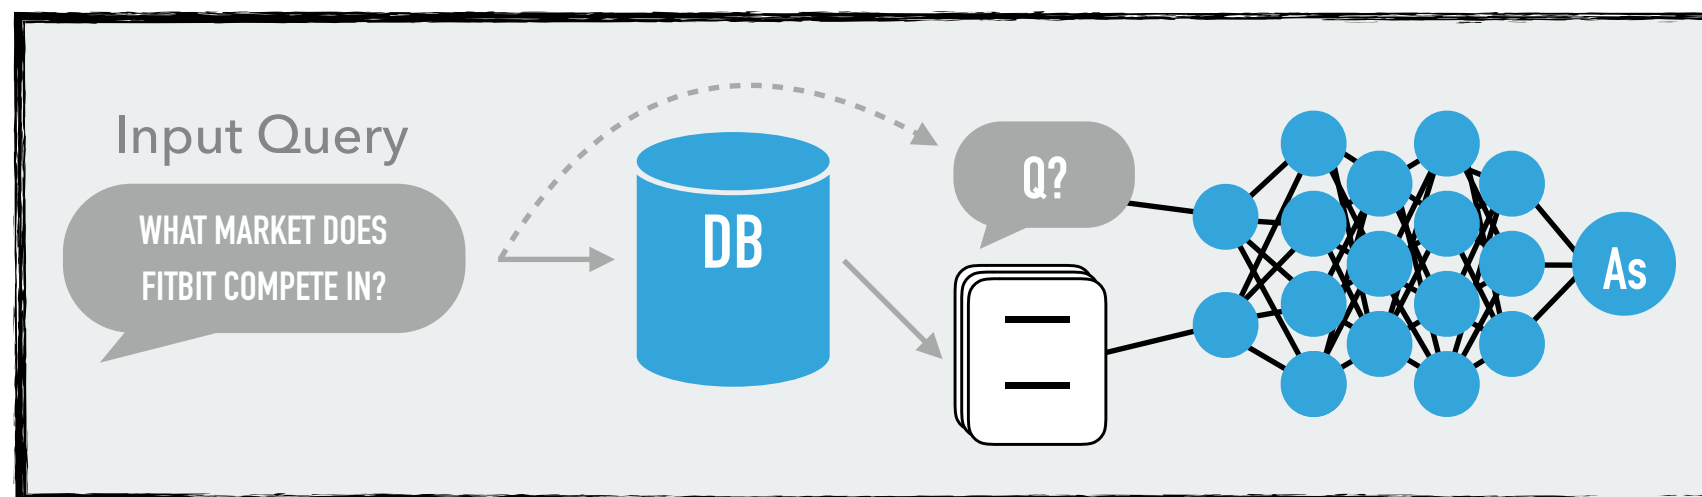 Input Query
WHAT MARKET DOES
FITBIT COMPETE IN?
DB
Q?
As